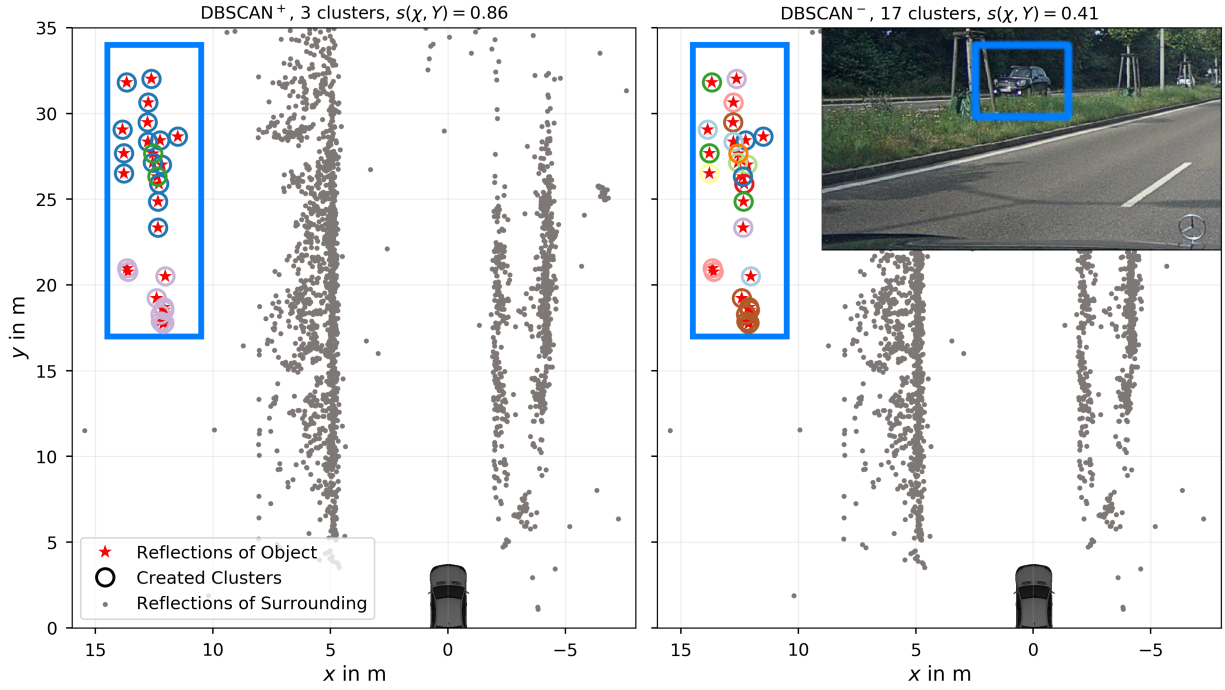 DBSCAN⁺, 3 clusters, s(χ, Y) = 0.86
35
30
25
20
15
10
5
0
y in m
Reflections of Object
Created Clusters
Reflections of Surrounding
15 10 5 0 −5
x in m
DBSCAN⁻, 17 clusters, s(χ, Y) = 0.41
15 10 5 0 −5
x in m